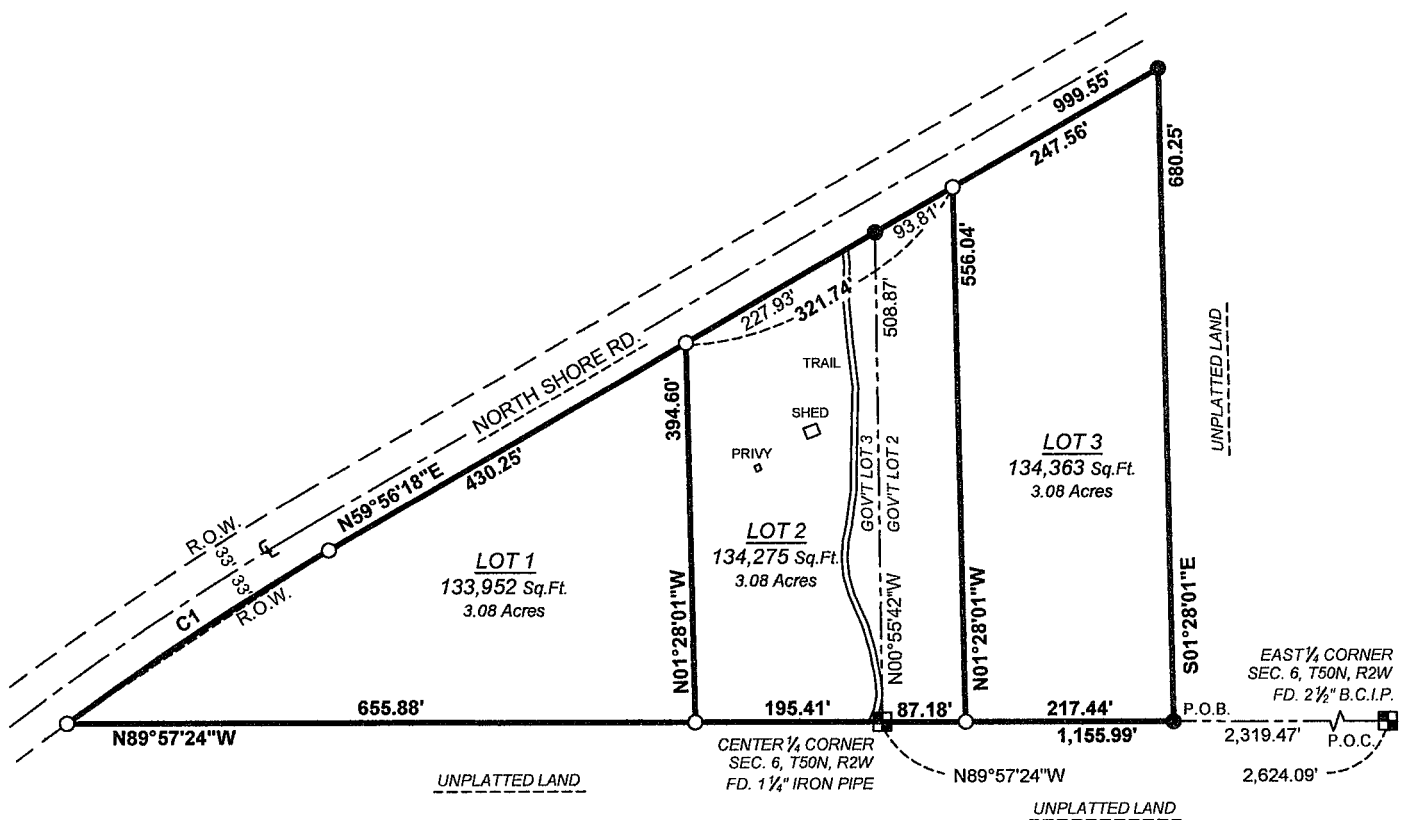 999.55'
247.56'
680.25'
93.81'
227.93'
321.74'
556.04'
508.87'
394.60'
NORTH SHORE RD.
TRAIL
SHED
PRIVY
GOV'T LOT 3
GOV'T LOT 2
UNPLATTED LAND
LOT 3
134,363 Sq.Ft.
3.08 Acres
N59°56'18"E
430.25'
R.O.W.
33'
33'
R.O.W.
℄
C1
LOT 1
133,952 Sq.Ft.
3.08 Acres
LOT 2
134,275 Sq.Ft.
3.08 Acres
N01°28'01"W
N00°55'42"W
N01°28'01"W
S01°28'01"E
EAST ¼ CORNER
SEC. 6, T50N, R2W
FD. 2½" B.C.I.P.
655.88'
N89°57'24"W
195.41'
87.18'
217.44'
1,155.99'
P.O.B.
2,319.47'
P.O.C.
2,624.09'
CENTER ¼ CORNER
SEC. 6, T50N, R2W
FD. 1¼" IRON PIPE
N89°57'24"W
UNPLATTED LAND
UNPLATTED LAND